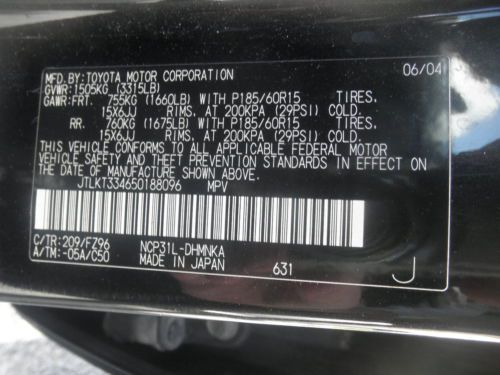 MFD. BY: TOYOTA MOTOR CORPORATION 06/04
GVWR: 1505KG (3315LB)
GAWR: FRT. 755KG (1660LB) WITH P185/60R15 TIRES.
15X6JJ RIMS. AT 200KPA (29PSI) COLD.
RR. 760KG (1675LB) WITH P185/60R15 TIRES.
15X6JJ RIMS. AT 200KPA (29PSI) COLD.
THIS VEHICLE CONFORMS TO ALL APPLICABLE FEDERAL MOTOR
VEHICLE SAFETY AND THEFT PREVENTION STANDARDS IN EFFECT ON
THE DATE OF MANUFACTURE SHOWN ABOVE.
JTLKT334650188096 MPV
C/TR: 209/FZ96 NCP31L-DHMNKA
A/TM: -05A/C50 MADE IN JAPAN 631 J